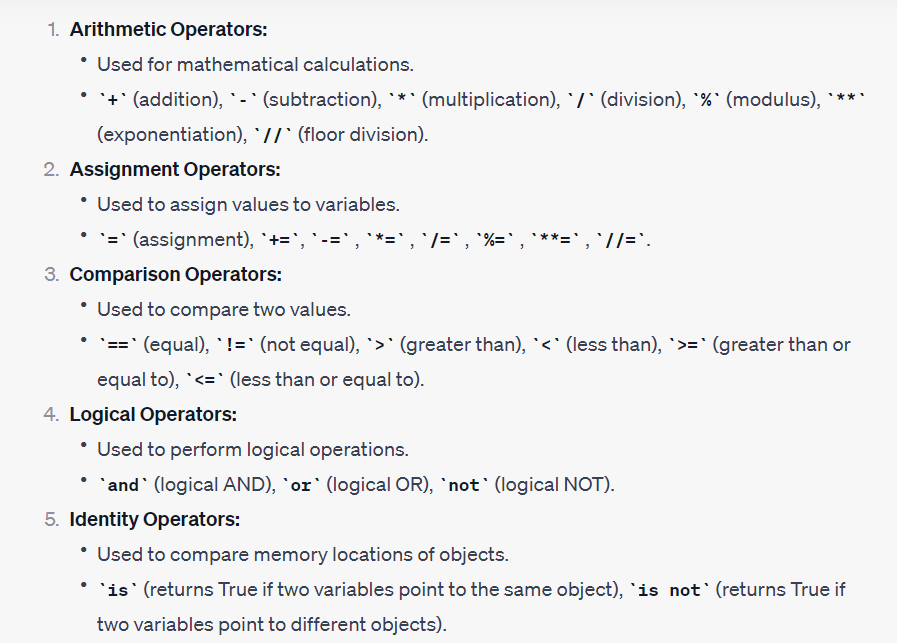 1. Arithmetic Operators:
• Used for mathematical calculations.
• `+` (addition), `-` (subtraction), `*` (multiplication), `/` (division), `%` (modulus), `**`
(exponentiation), `//` (floor division).
2. Assignment Operators:
• Used to assign values to variables.
• `=` (assignment), `+=`, `-=`, `*=`, `/=`, `%=`, `**=`, `//=`.
3. Comparison Operators:
• Used to compare two values.
• `==` (equal), `!=` (not equal), `>` (greater than), `<` (less than), `>=` (greater than or
equal to), `<=` (less than or equal to).
4. Logical Operators:
• Used to perform logical operations.
• `and` (logical AND), `or` (logical OR), `not` (logical NOT).
5. Identity Operators:
• Used to compare memory locations of objects.
• `is` (returns True if two variables point to the same object), `is not` (returns True if
two variables point to different objects).